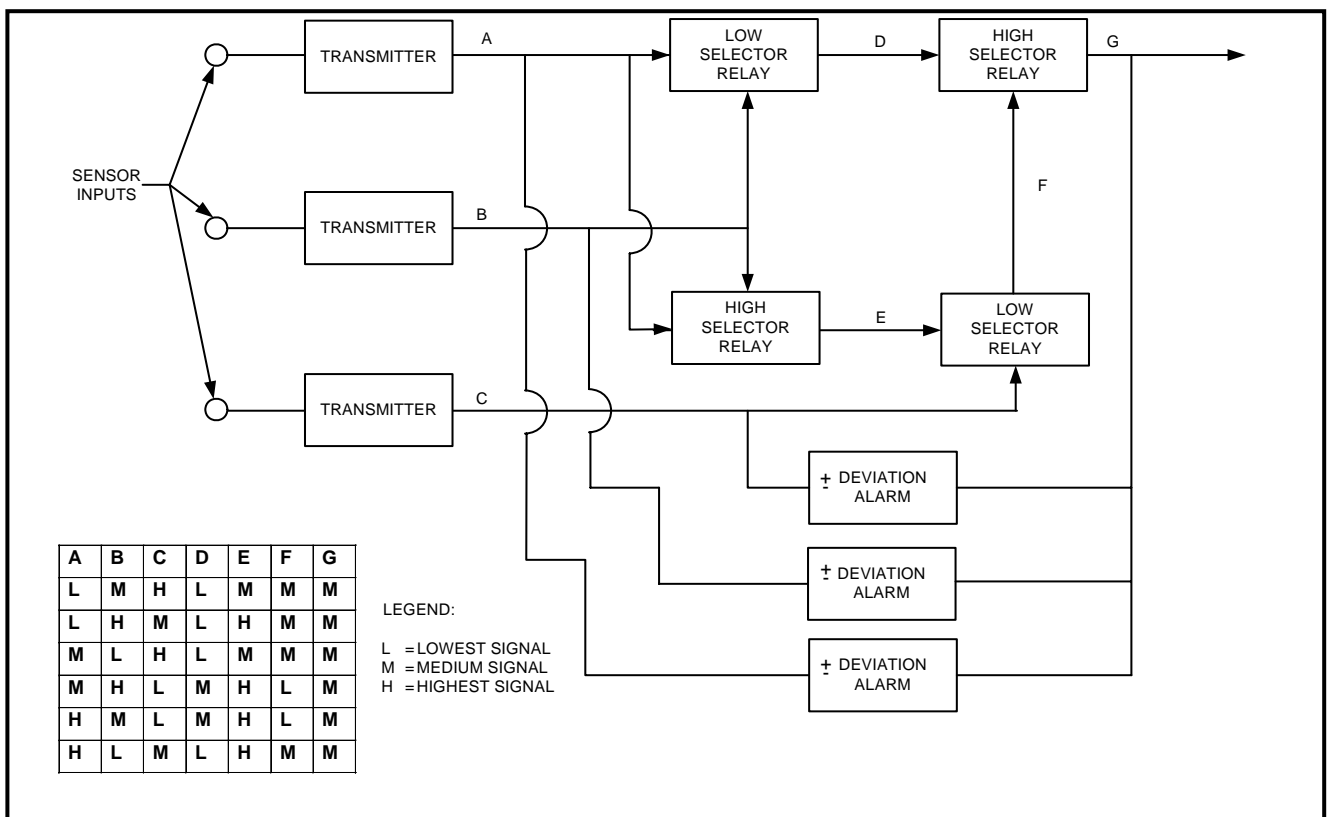 A
LOW
SELECTOR
RELAY
D
HIGH
SELECTOR
RELAY
G
TRANSMITTER
SENSOR
INPUTS
TRANSMITTER
B
F
HIGH
SELECTOR
RELAY
E
LOW
SELECTOR
RELAY
TRANSMITTER
C
± DEVIATION
ALARM
± DEVIATION
ALARM
± DEVIATION
ALARM
A B C D E F G
L M H L M M M
L H M L H M M
M L H L M M M
M H L M H L M
H M L M H L M
H L M L H M M
LEGEND:
L = LOWEST SIGNAL
M = MEDIUM SIGNAL
H = HIGHEST SIGNAL